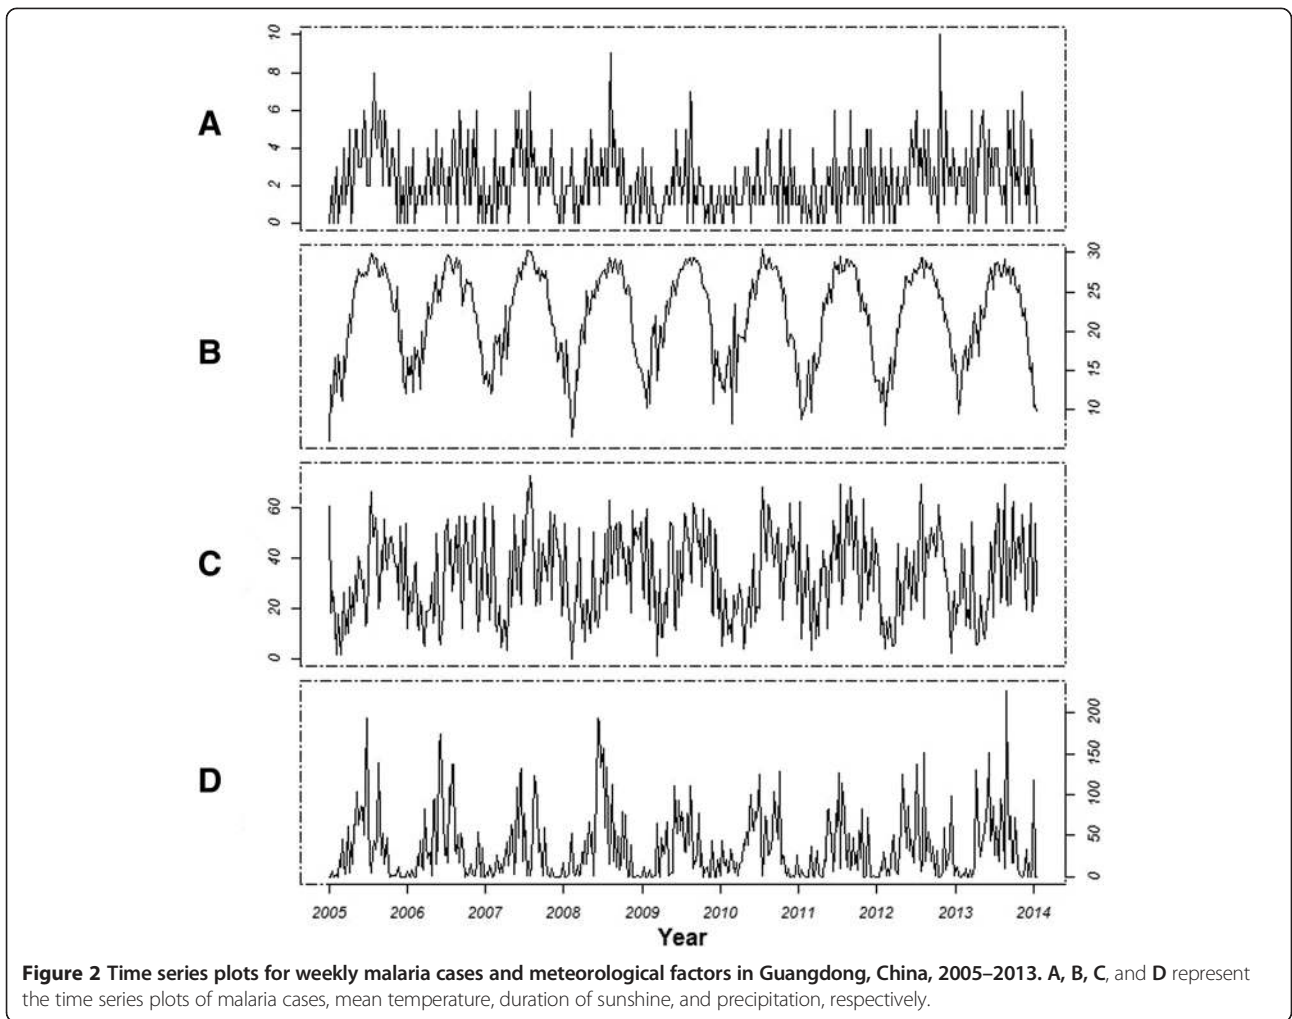 A
10
8
6
4
2
0
B
30
25
20
15
10
C
60
40
20
0
D
200
150
100
50
0
2005 2006 2007 2008 2009 2010 2011 2012 2013 2014
Year
Figure 2 Time series plots for weekly malaria cases and meteorological factors in Guangdong, China, 2005–2013. A, B, C, and D represent
the time series plots of malaria cases, mean temperature, duration of sunshine, and precipitation, respectively.